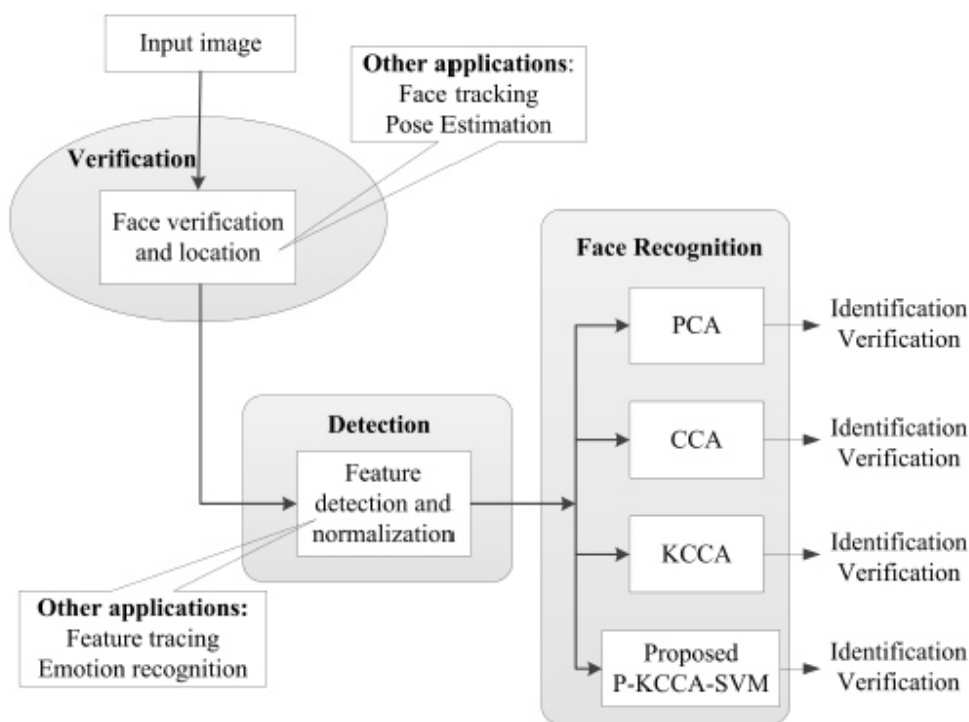 Input image
Other applications:
Face tracking
Pose Estimation
Verification
Face verification
and location
Face Recognition
PCA
Identification
Verification
Detection
Feature
detection and
normalization
CCA
Identification
Verification
KCCA
Identification
Verification
Other applications:
Feature tracing
Emotion recognition
Proposed
P-KCCA-SVM
Identification
Verification